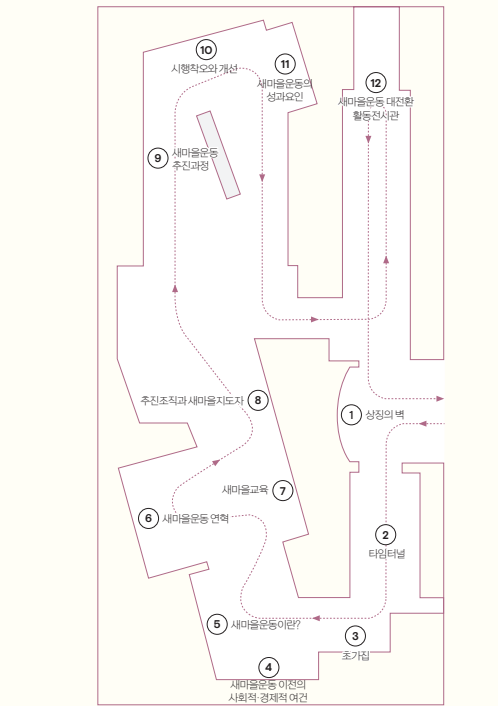 10
시행착오와 개선
11
새마을운동의
성과요인
12
새마을운동 대전환
활동전시관
9
새마을운동
추진과정
추진조직과 새마을지도자
8
1
상징의 벽
새마을교육
7
6
새마을운동 연혁
2
타임터널
5
새마을운동이란?
3
초가집
4
새마을운동 이전의
사회적·경제적 여건